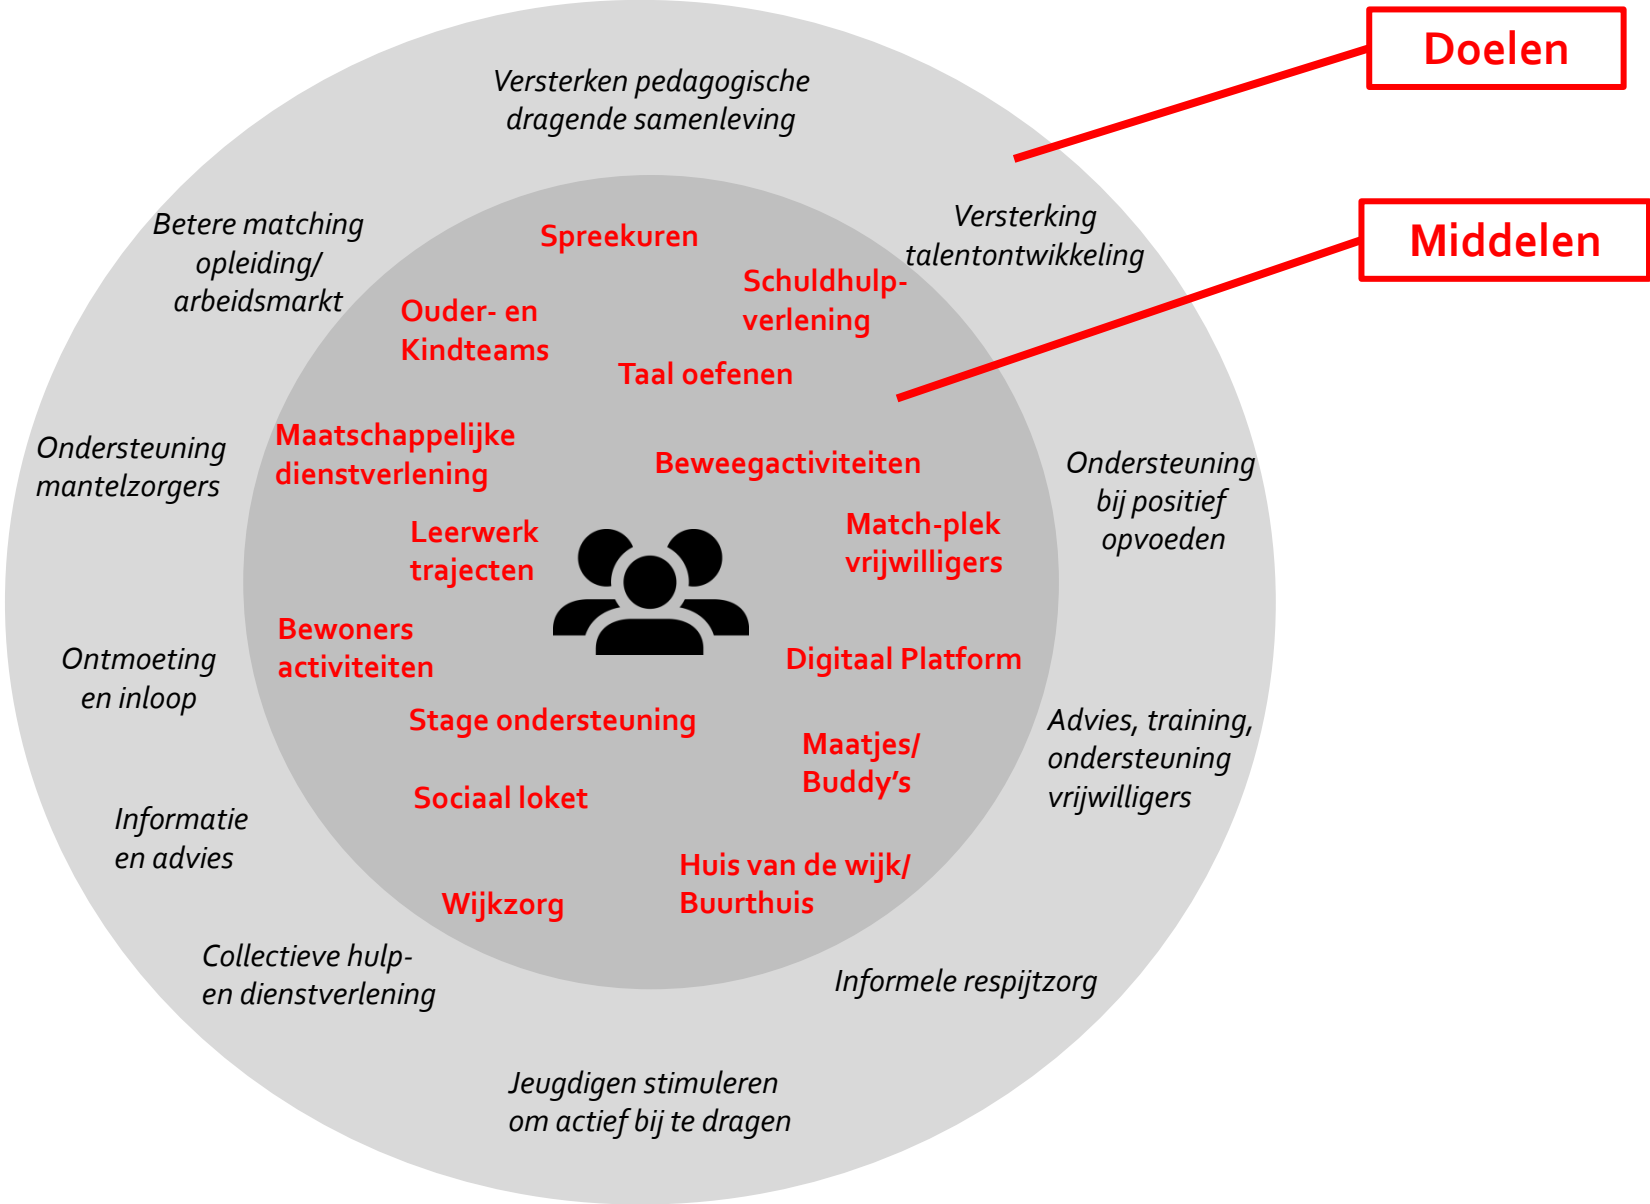 Doelen
Versterken pedagogische
dragende samenleving
Middelen
Betere matching
opleiding/
arbeidsmarkt
Versterking
talentontwikkeling
Spreekuren
Schuldhulp-
verlening
Ouder- en
Kindteams
Taal oefenen
Ondersteuning
mantelzorgers
Maatschappelijke
dienstverlening
Beweegactiviteiten
Ondersteuning
bij positief
opvoeden
Leerwerk
trajecten
Match-plek
vrijwilligers
Bewoners
activiteiten
Ontmoeting
en inloop
Digitaal Platform
Stage ondersteuning
Maatjes/
Buddy’s
Advies, training,
ondersteuning
vrijwilligers
Sociaal loket
Informatie
en advies
Huis van de wijk/
Buurthuis
Wijkzorg
Collectieve hulp-
en dienstverlening
Informele respijtzorg
Jeugdigen stimuleren
om actief bij te dragen